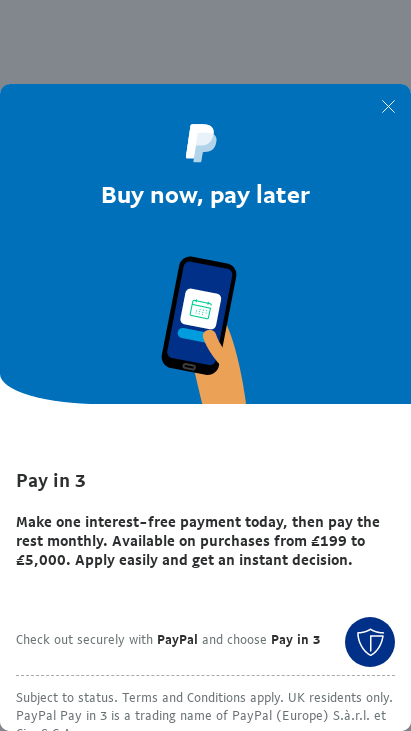 Buy now, pay later
Pay in 3
Make one interest-free payment today, then pay the
rest monthly. Available on purchases from £199 to
£5,000. Apply easily and get an instant decision.
Check out securely with PayPal and choose Pay in 3
Subject to status. Terms and Conditions apply. UK residents only.
PayPal Pay in 3 is a trading name of PayPal (Europe) S.à.r.l. et